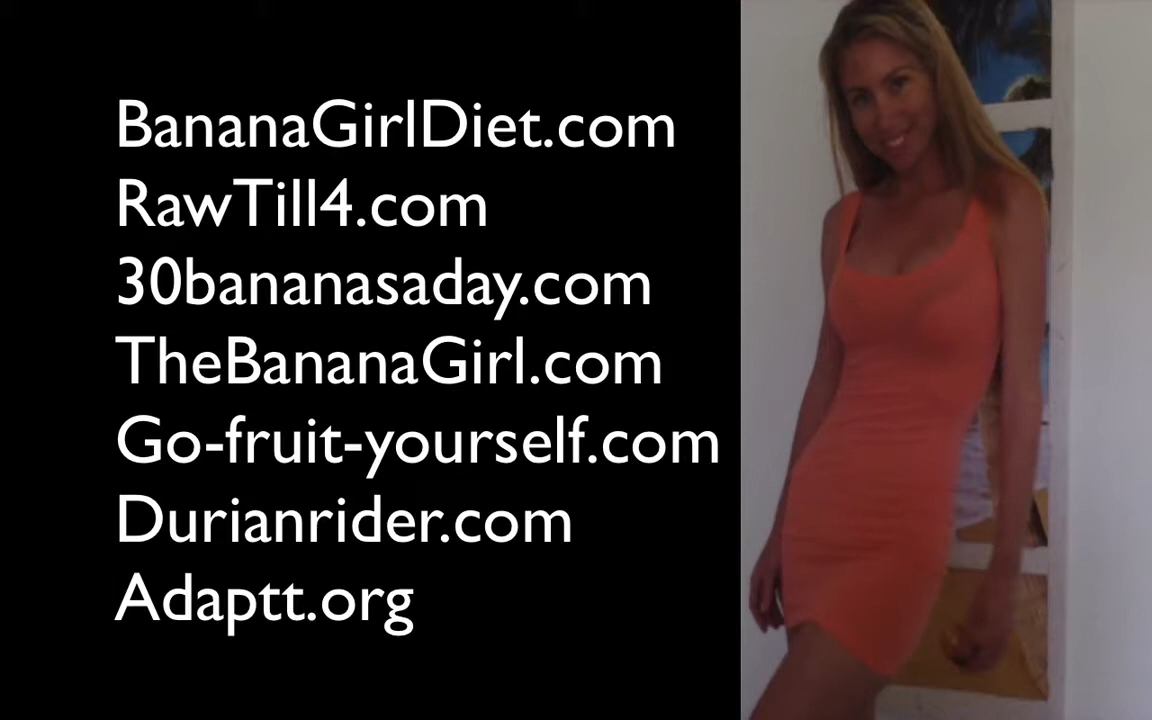 BananaGirlDiet.com
RawTill4.com
30bananasaday.com
TheBananaGirl.com
Go-fruit-yourself.com
Durianrider.com
Adaptt.org